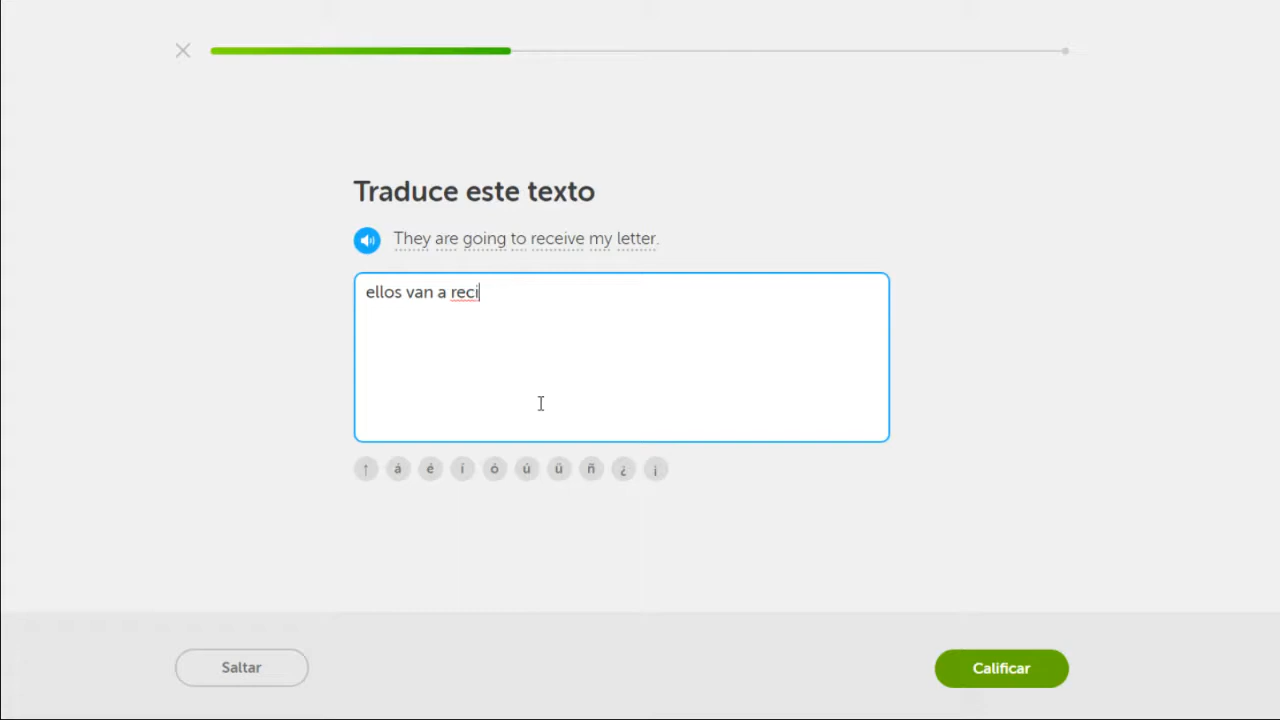 Traduce este texto
They are going to receive my letter.
ellos van a reci
↑ á é í ó ú ü ñ ¿ ¡
Saltar
Calificar